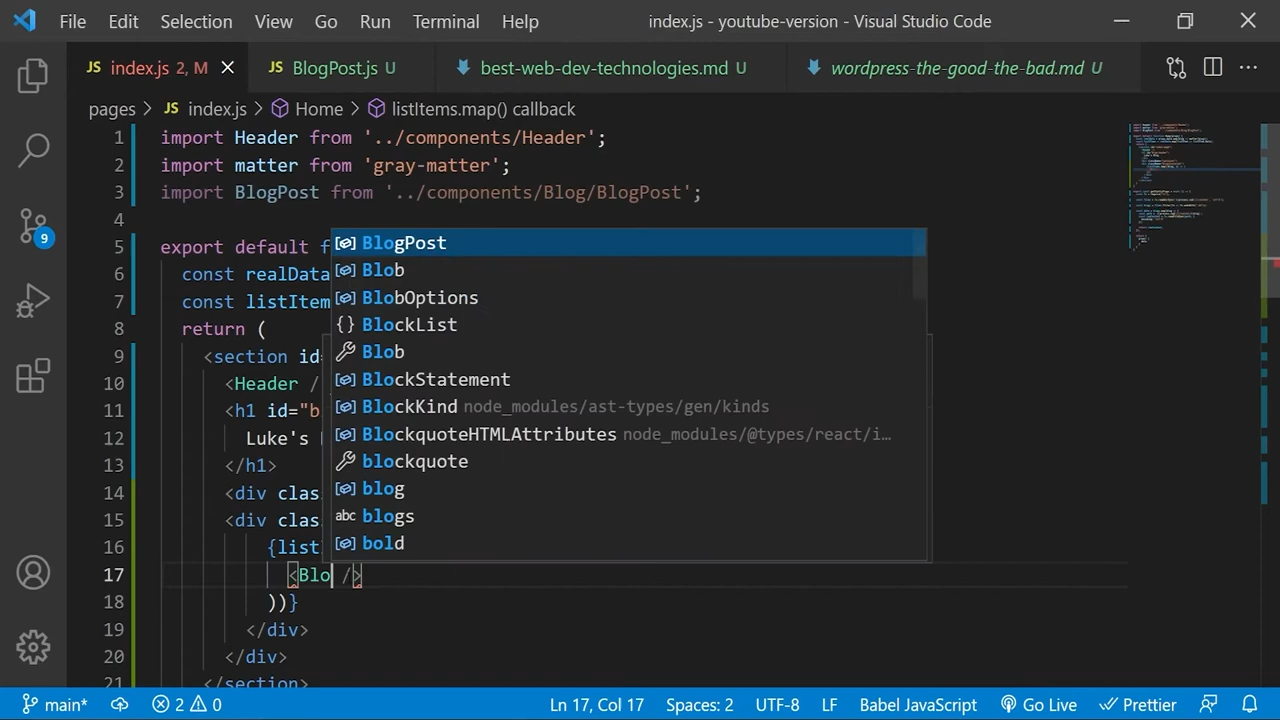 File Edit Selection View Go Run Terminal Help index.js - youtube-version - Visual Studio Code
JS index.js 2, M JS BlogPost.js U best-web-dev-technologies.md U wordpress-the-good-the-bad.md U
pages > JS index.js > Home > listItems.map() callback
1 import Header from '../components/Header';
2 import matter from 'gray-matter';
3 import BlogPost from '../components/Blog/BlogPost';
4
5 export default f
6 const realData
7 const listItem
8 return (
9 <section id=
10 <Header /
11 <h1 id="b
12 Luke's
13 </h1>
14 <div clas
15 <div clas
16 {list
17 <Blo />
18 ))}
19 </div>
20 </div>
21 </section>
BlogPost
Blob
BlobOptions
BlockList
Blob
BlockStatement
BlockKind node_modules/ast-types/gen/kinds
BlockquoteHTMLAttributes node_modules/@types/react/i...
blockquote
blog
abc blogs
bold
9
main* 2 0 Ln 17, Col 17 Spaces: 2 UTF-8 LF Babel JavaScript Go Live Prettier